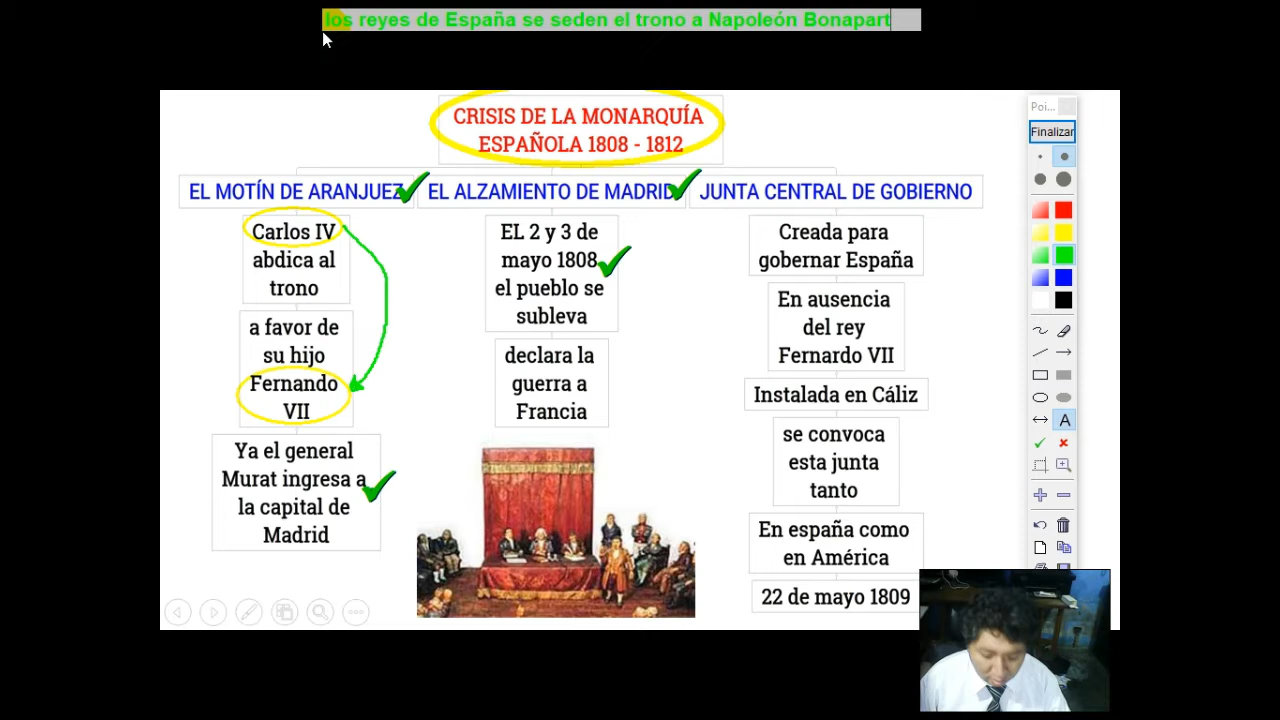 los reyes de España se seden el trono a Napoleón Bonapart
CRISIS DE LA MONARQUÍA
ESPAÑOLA 1808 - 1812
EL MOTÍN DE ARANJUEZ
Carlos IV
abdica al
trono
a favor de
su hijo
Fernando
VII
Ya el general
Murat ingresa a
la capital de
Madrid
EL ALZAMIENTO DE MADRID
EL 2 y 3 de
mayo 1808
el pueblo se
subleva
declara la
guerra a
Francia
JUNTA CENTRAL DE GOBIERNO
Creada para
gobernar España
En ausencia
del rey
Fernardo VII
Instalada en Cáliz
se convoca
esta junta
tanto
En españa como
en América
22 de mayo 1809
Poi...
Finalizar
A